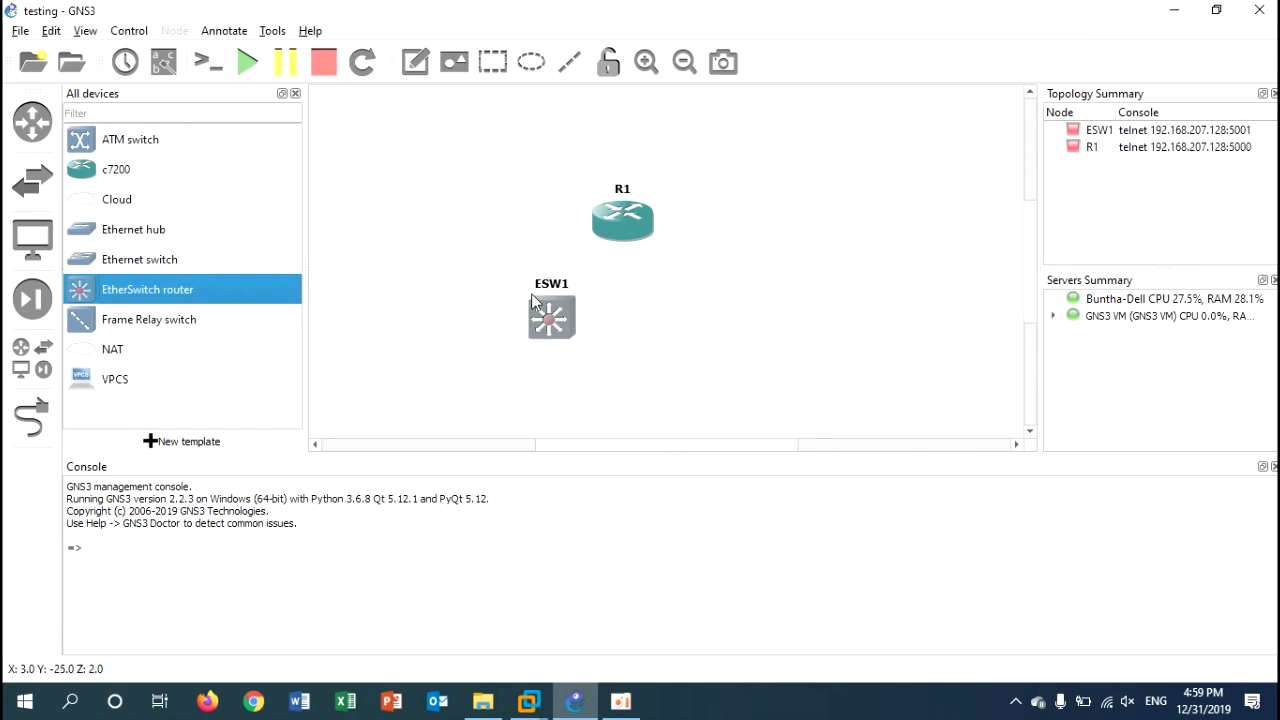 testing - GNS3
File Edit View Control Node Tools Help
All devices
Filter
ATM switch
c7200
Cloud
Ethernet hub
Ethernet switch
EtherSwitch router
Frame Relay switch
NAT
VPCS
VPCS
New template
R1
ESW1
Topology Summary
Node Console
ESW1 telnet 192.168.207.128:5001
R1 telnet 192.168.207.128:5000
Servers Summary
Buntha-Dell CPU 27.5%, RAM 28.1%
GNS3 VM (GNS3 VM) CPU 0.0%, RA...
Console
GNS3 management console.
Running GNS3 version 2.2.3 on Windows (64-bit) with Python 3.6.8 Qt 5.12.1 and PyQt 5.12.
Copyright (c) 2006-2019 GNS3 Technologies.
Use Help -> GNS3 Doctor to detect common issues.
=>
X: 3.0 Y: -25.0 Z: 2.0
ENG
4:59 PM
12/31/2019